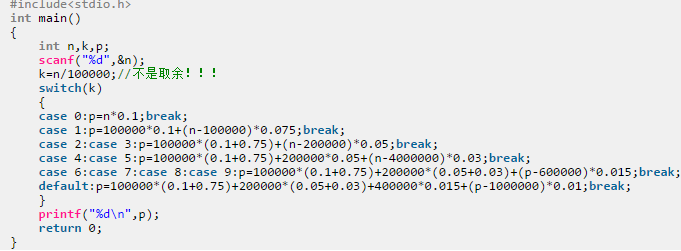 #include<stdio.h>
int main()
{
int n,k,p;
scanf("%d",&n);
k=n/100000;//不是取余！！！
switch(k)
{
case 0:p=n*0.1;break;
case 1:p=100000*0.1+(n-100000)*0.075;break;
case 2:case 3:p=100000*(0.1+0.75)+(n-200000)*0.05;break;
case 4:case 5:p=100000*(0.1+0.75)+200000*0.05+(n-4000000)*0.03;break;
case 6:case 7:case 8:case 9:p=100000*(0.1+0.75)+200000*(0.05+0.03)+(p-600000)*0.015;break;
default:p=100000*(0.1+0.75)+200000*(0.05+0.03)+400000*0.015+(p-1000000)*0.01;break;
}
printf("%d\n",p);
return 0;
}